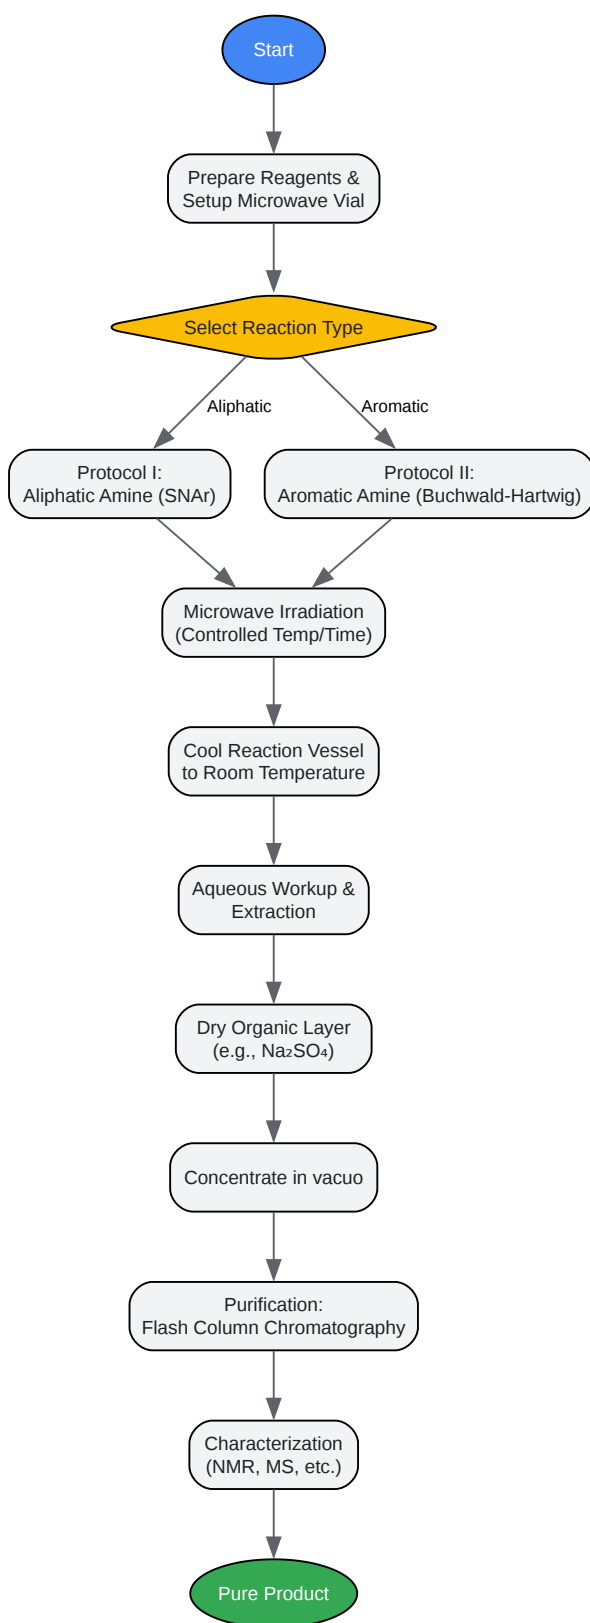 Start
Prepare Reagents &
Setup Microwave Vial
Select Reaction Type
Aliphatic
Aromatic
Protocol I:
Aliphatic Amine (SNAr)
Protocol II:
Aromatic Amine (Buchwald-Hartwig)
Microwave Irradiation
(Controlled Temp/Time)
Cool Reaction Vessel
to Room Temperature
Aqueous Workup &
Extraction
Dry Organic Layer
(e.g., Na₂SO₄)
Concentrate in vacuo
Purification:
Flash Column Chromatography
Characterization
(NMR, MS, etc.)
Pure Product